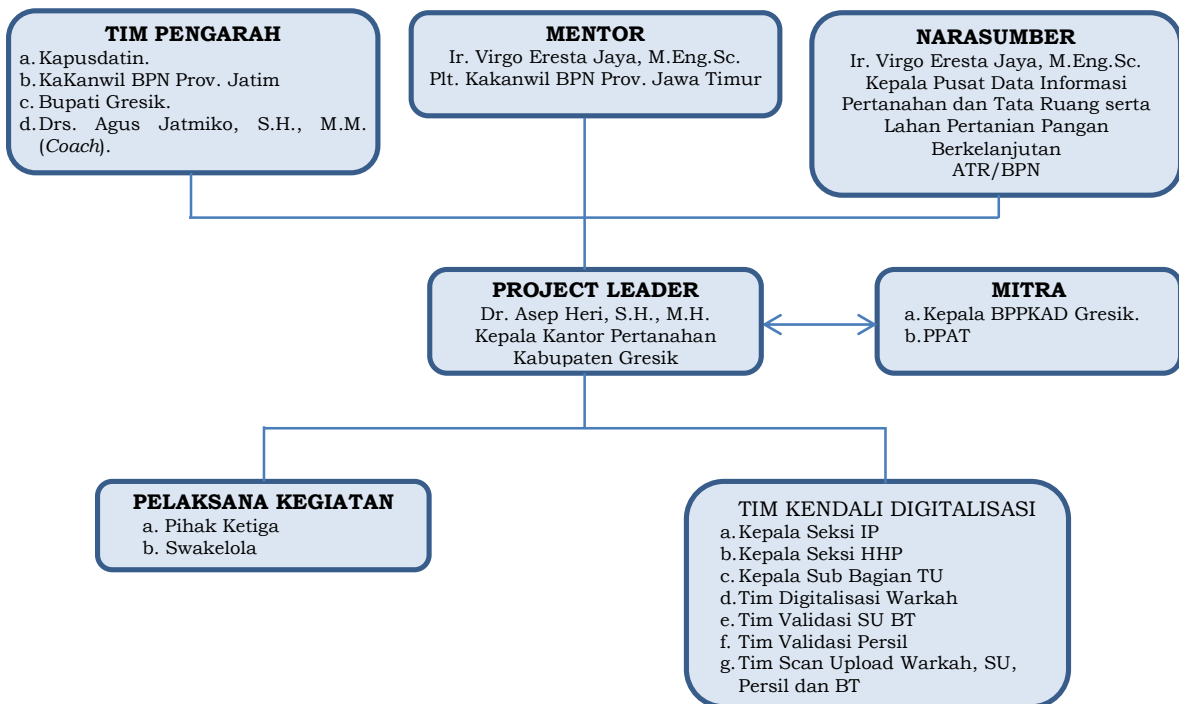 TIM PENGARAH
a. Kapusdatin.
b. KaKanwil BPN Prov. Jatim
c. Bupati Gresik.
d. Drs. Agus Jatmiko, S.H., M.M.
(Coach).
MENTOR
Ir. Virgo Eresta Jaya, M.Eng.Sc.
Plt. Kakanwil BPN Prov. Jawa Timur
NARASUMBER
Ir. Virgo Eresta Jaya, M.Eng.Sc.
Kepala Pusat Data Informasi
Pertanahan dan Tata Ruang serta
Lahan Pertanian Pangan
Berkelanjutan
ATR/BPN
PROJECT LEADER
Dr. Asep Heri, S.H., M.H.
Kepala Kantor Pertanahan
Kabupaten Gresik
MITRA
a. Kepala BPPKAD Gresik.
b. PPAT
PELAKSANA KEGIATAN
a. Pihak Ketiga
b. Swakelola
TIM KENDALI DIGITALISASI
a. Kepala Seksi IP
b. Kepala Seksi HHP
c. Kepala Sub Bagian TU
d. Tim Digitalisasi Warkah
e. Tim Validasi SU BT
f. Tim Validasi Persil
g. Tim Scan Upload Warkah, SU,
Persil dan BT